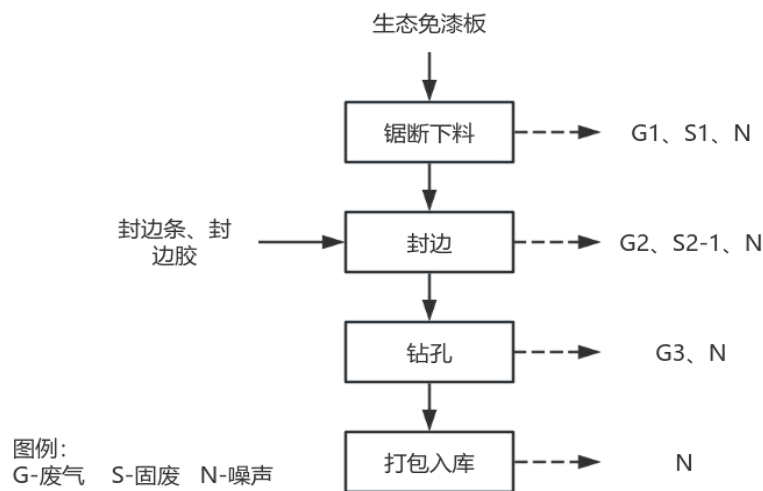 生态免漆板
锯断下料
G1、S1、N
封边条、封
边胶
封边
G2、S2-1、N
钻孔
G3、N
打包入库
N
图例：
G-废气 S-固废 N-噪声